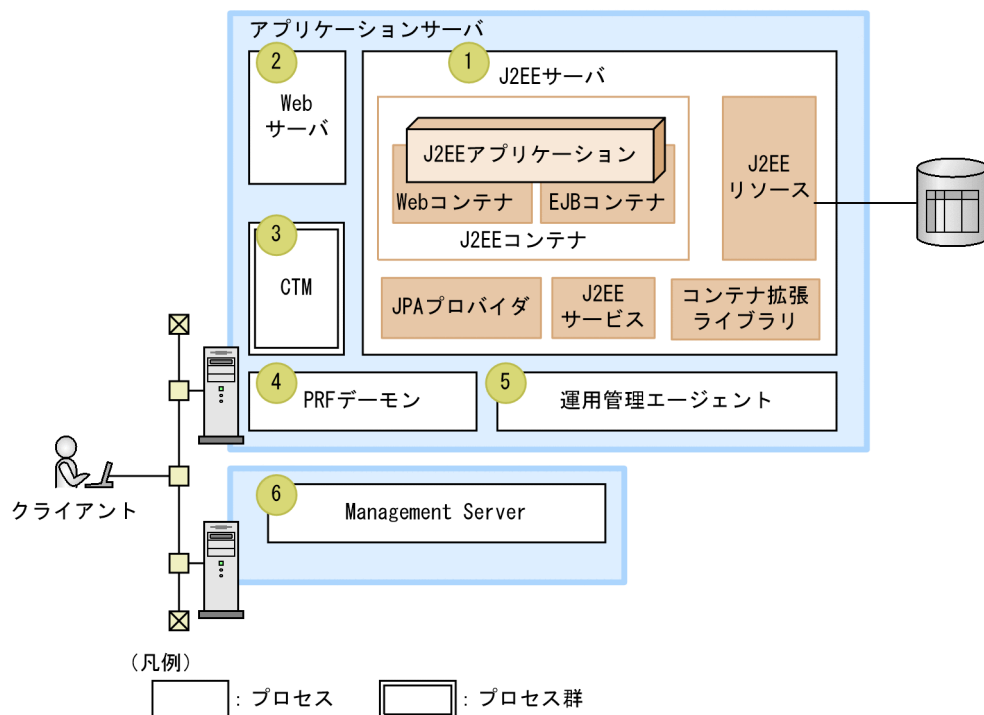 アプリケーションサーバ
2
Web
サーバ
1
J2EEサーバ
J2EEアプリケーション
Webコンテナ
EJBコンテナ
J2EEコンテナ
J2EE
リソース
3
CTM
JPAプロバイダ
J2EE
サービス
コンテナ拡張
ライブラリ
4
PRFデーモン
5
運用管理エージェント
クライアント
6
Management Server
(凡例)
: プロセス
: プロセス群